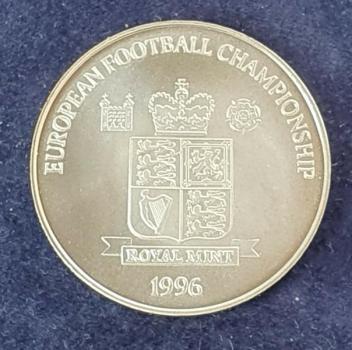 EUROPEAN FOOTBALL CHAMPIONSHIP
ROYAL MINT
1996